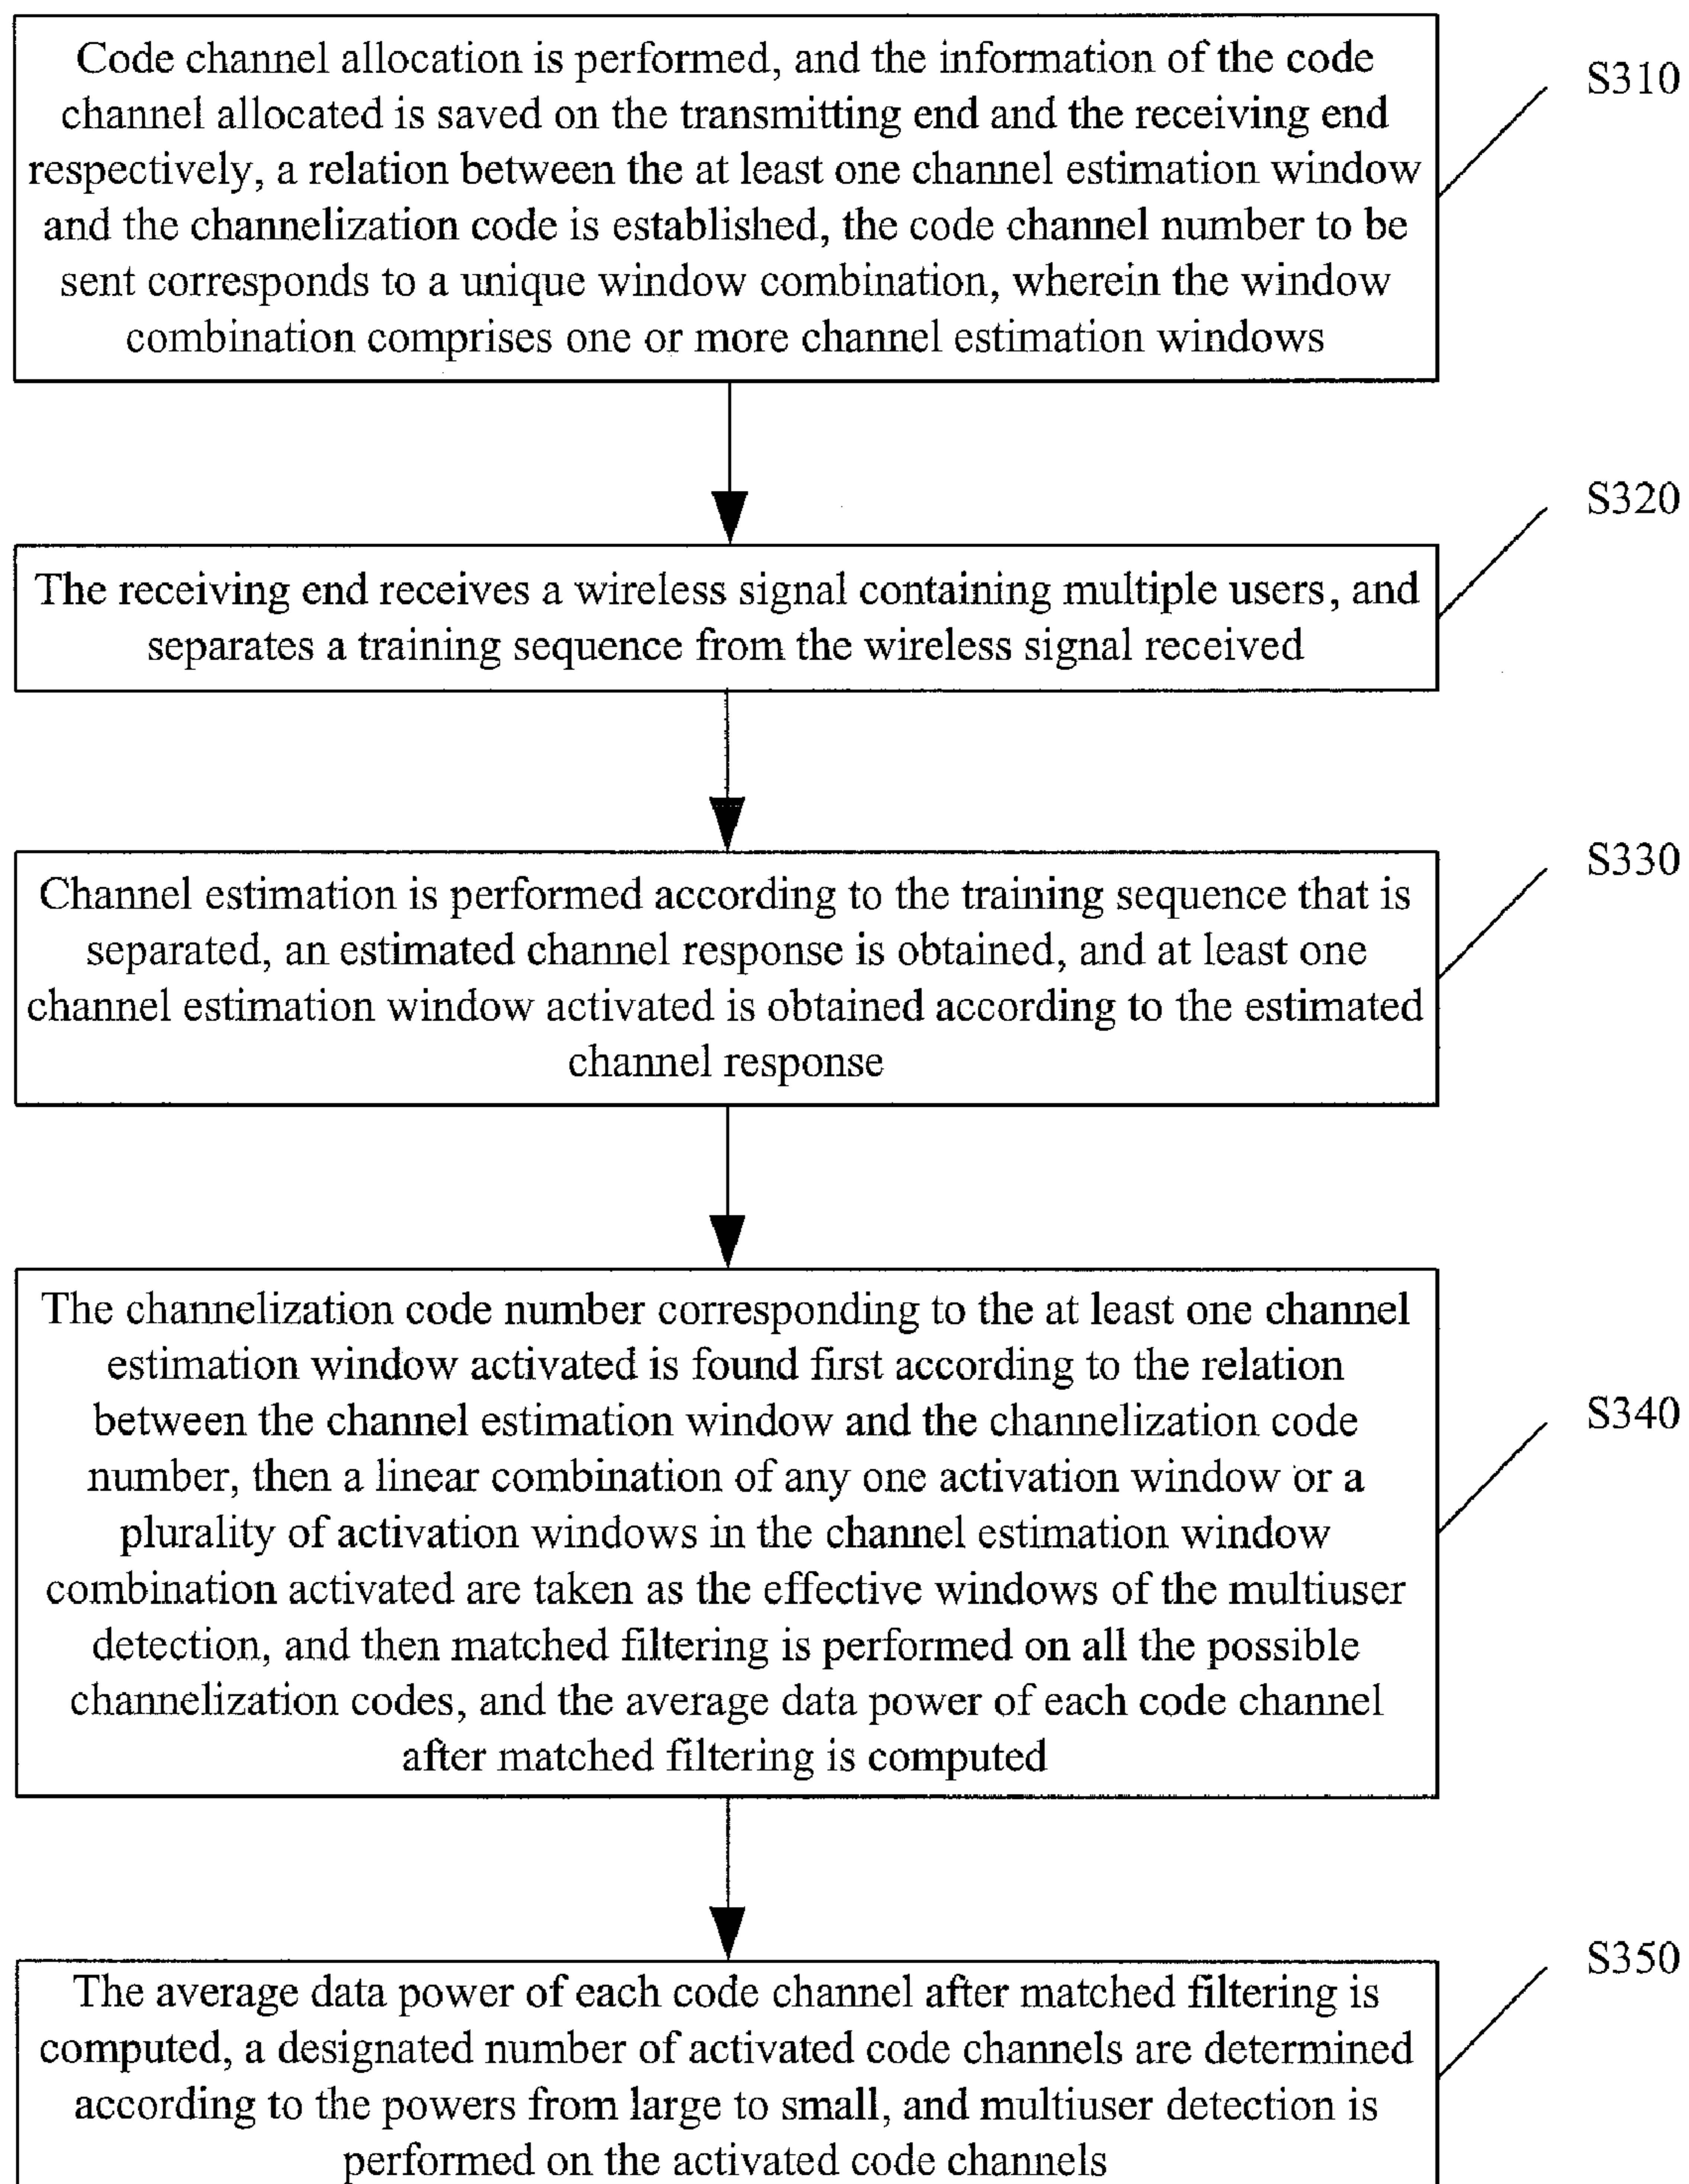 Code channel allocation is performed, and the information of the code
channel allocated is saved on the transmitting end and the receiving end
respectively, a relation between the at least one channel estimation window
and the channelization code is established, the code channel number to be
sent corresponds to a unique window combination, wherein the window
combination comprises one or more channel estimation windows
S310
The receiving end receives a wireless signal containing multiple users, and
separates a training sequence from the wireless signal received
S320
Channel estimation is performed according to the training sequence that is
separated, an estimated channel response is obtained, and at least one
channel estimation window activated is obtained according to the estimated
channel response
S330
The channelization code number corresponding to the at least one channel
estimation window activated is found first according to the relation
between the channel estimation window and the channelization code
number, then a linear combination of any one activation window or a
plurality of activation windows in the channel estimation window
combination activated are taken as the effective windows of the multiuser
detection, and then matched filtering is performed on all the possible
channelization codes, and the average data power of each code channel
after matched filtering is computed
S340
The average data power of each code channel after matched filtering is
computed, a designated number of activated code channels are determined
according to the powers from large to small, and multiuser detection is
performed on the activated code channels
S350